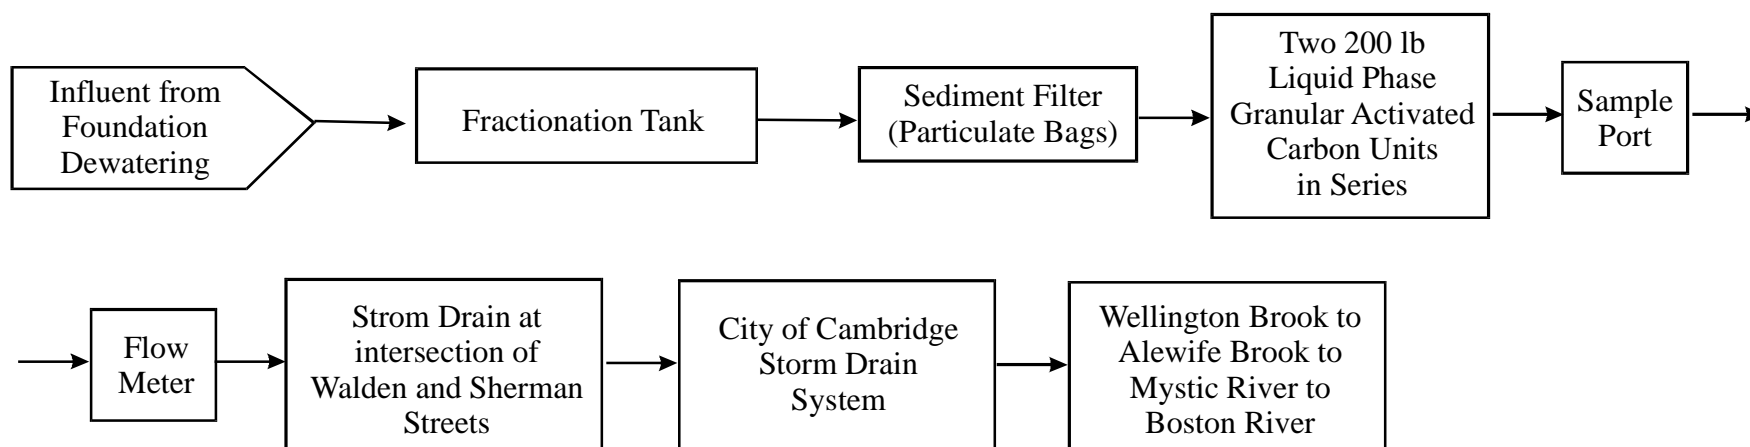 Influent from
Foundation
Dewatering
Fractionation Tank
Sediment Filter
(Particulate Bags)
Two 200 lb
Liquid Phase
Granular Activated
Carbon Units
in Series
Sample
Port
Flow
Meter
Strom Drain at
intersection of
Walden and Sherman
Streets
City of Cambridge
Storm Drain
System
Wellington Brook to
Alewife Brook to
Mystic River to
Boston River